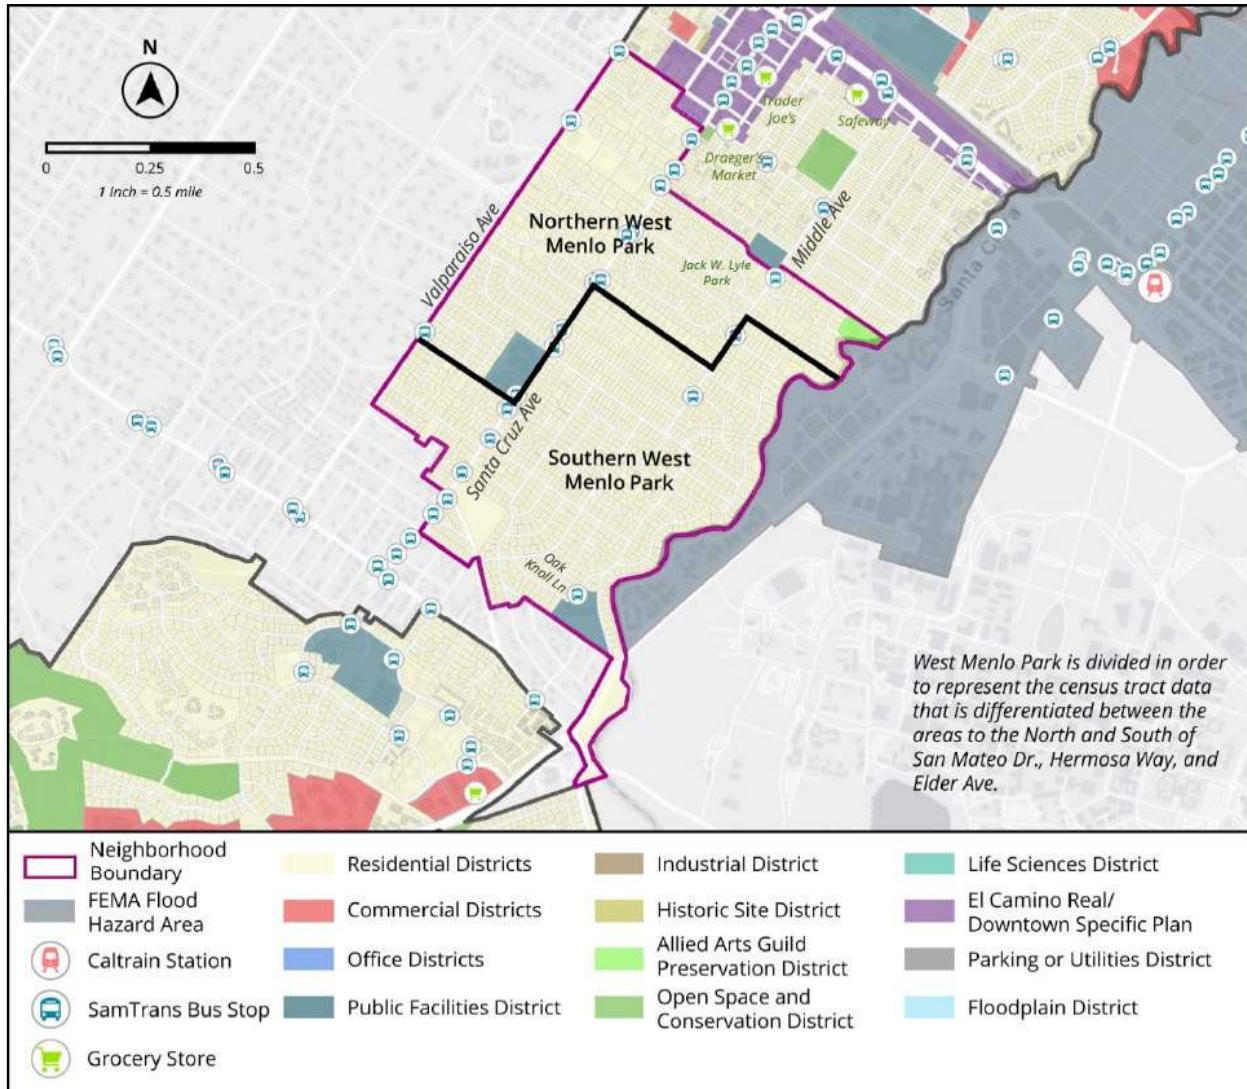 N
0 0.25 0.5
1 Inch = 0.5 mile
Trader
Joe's
Safeway
Draeger's
Market
Creek
Santa Clara
Valparaiso Ave
Northern West
Menlo Park
Middle Ave
Jack W. Lyle
Park
Santa Cruz Ave
Southern West
Menlo Park
Oak
Knoll Ln
West Menlo Park is divided in order
to represent the census tract data
that is differentiated between the
areas to the North and South of
San Mateo Dr., Hermosa Way, and
Elder Ave.
Neighborhood
Boundary
FEMA Flood
Hazard Area
Caltrain Station
SamTrans Bus Stop
Grocery Store
Residential Districts
Commercial Districts
Office Districts
Public Facilities District
Industrial District
Historic Site District
Allied Arts Guild
Preservation District
Open Space and
Conservation District
Life Sciences District
El Camino Real/
Downtown Specific Plan
Parking or Utilities District
Floodplain District